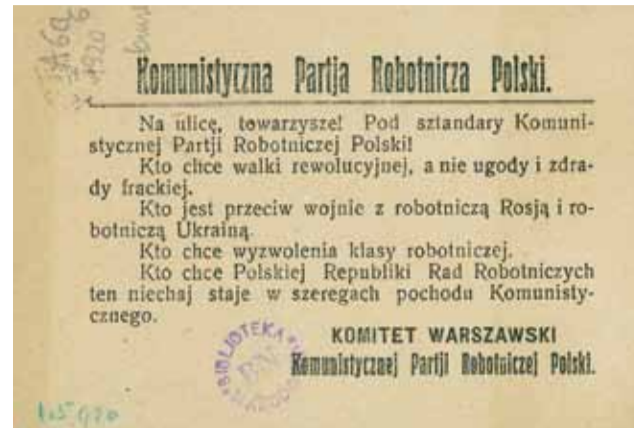 1920
Komunistyczna Partja Robotnicza Polski.
Na ulicę, towarzysze! Pod sztandary Komuni-
stycznej Partji Robotniczej Polski!
Kto chce walki rewolucyjnej, a nie ugody i zdra-
dy frackiej.
Kto jest przeciw wojnie z robotniczą Rosją i ro-
botniczą Ukrainą.
Kto chce wyzwolenia klasy robotniczej.
Kto chce Polskiej Republiki Rad Robotniczych
ten niechaj staje w szeregach pochodu Komunisty-
cznego.
KOMITET WARSZAWSKI
Komunistycznej Partji Robotniczej Polski.
BIBLIOTEKA